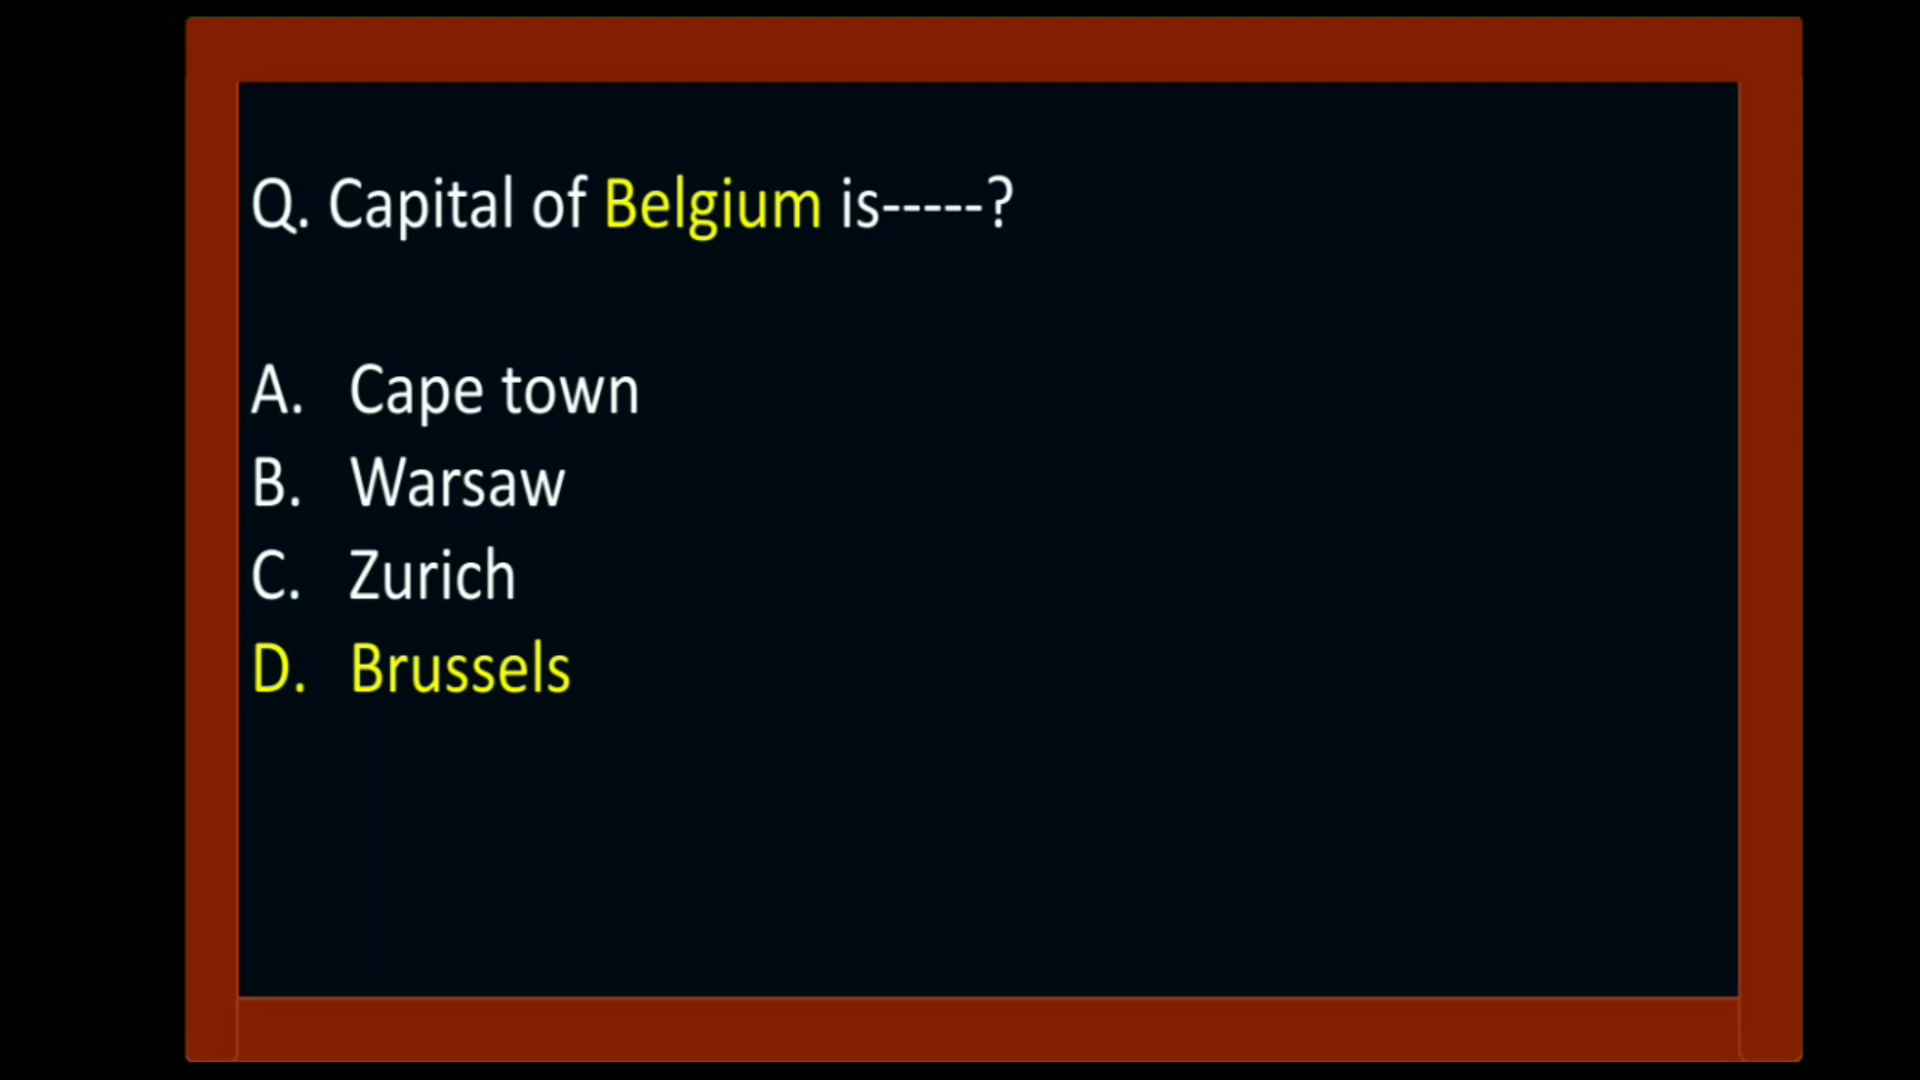 Q. Capital of Belgium is-----?
A. Cape town
B. Warsaw
C. Zurich
D. Brussels